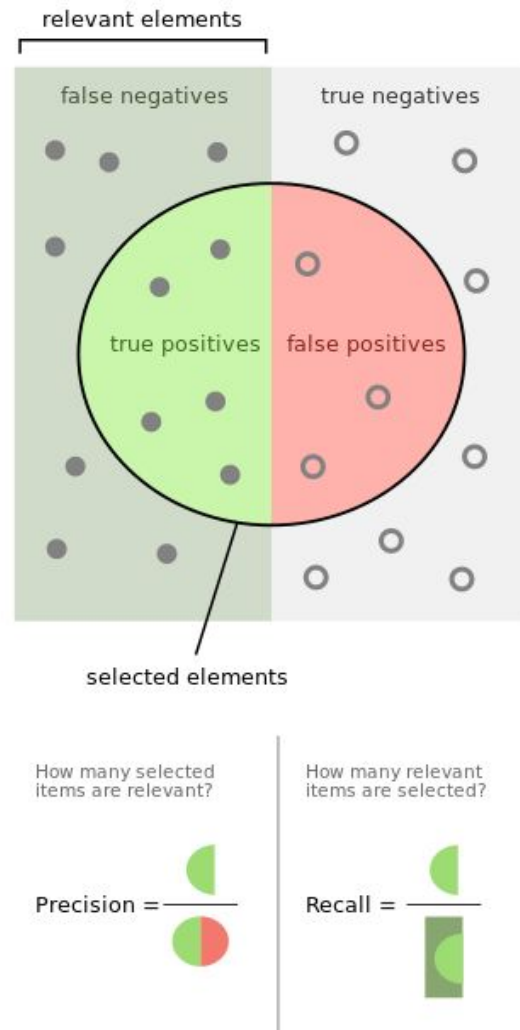 relevant elements
false negatives
true negatives
true positives
false positives
selected elements
How many selected
items are relevant?
How many relevant
items are selected?
Precision =
Recall =